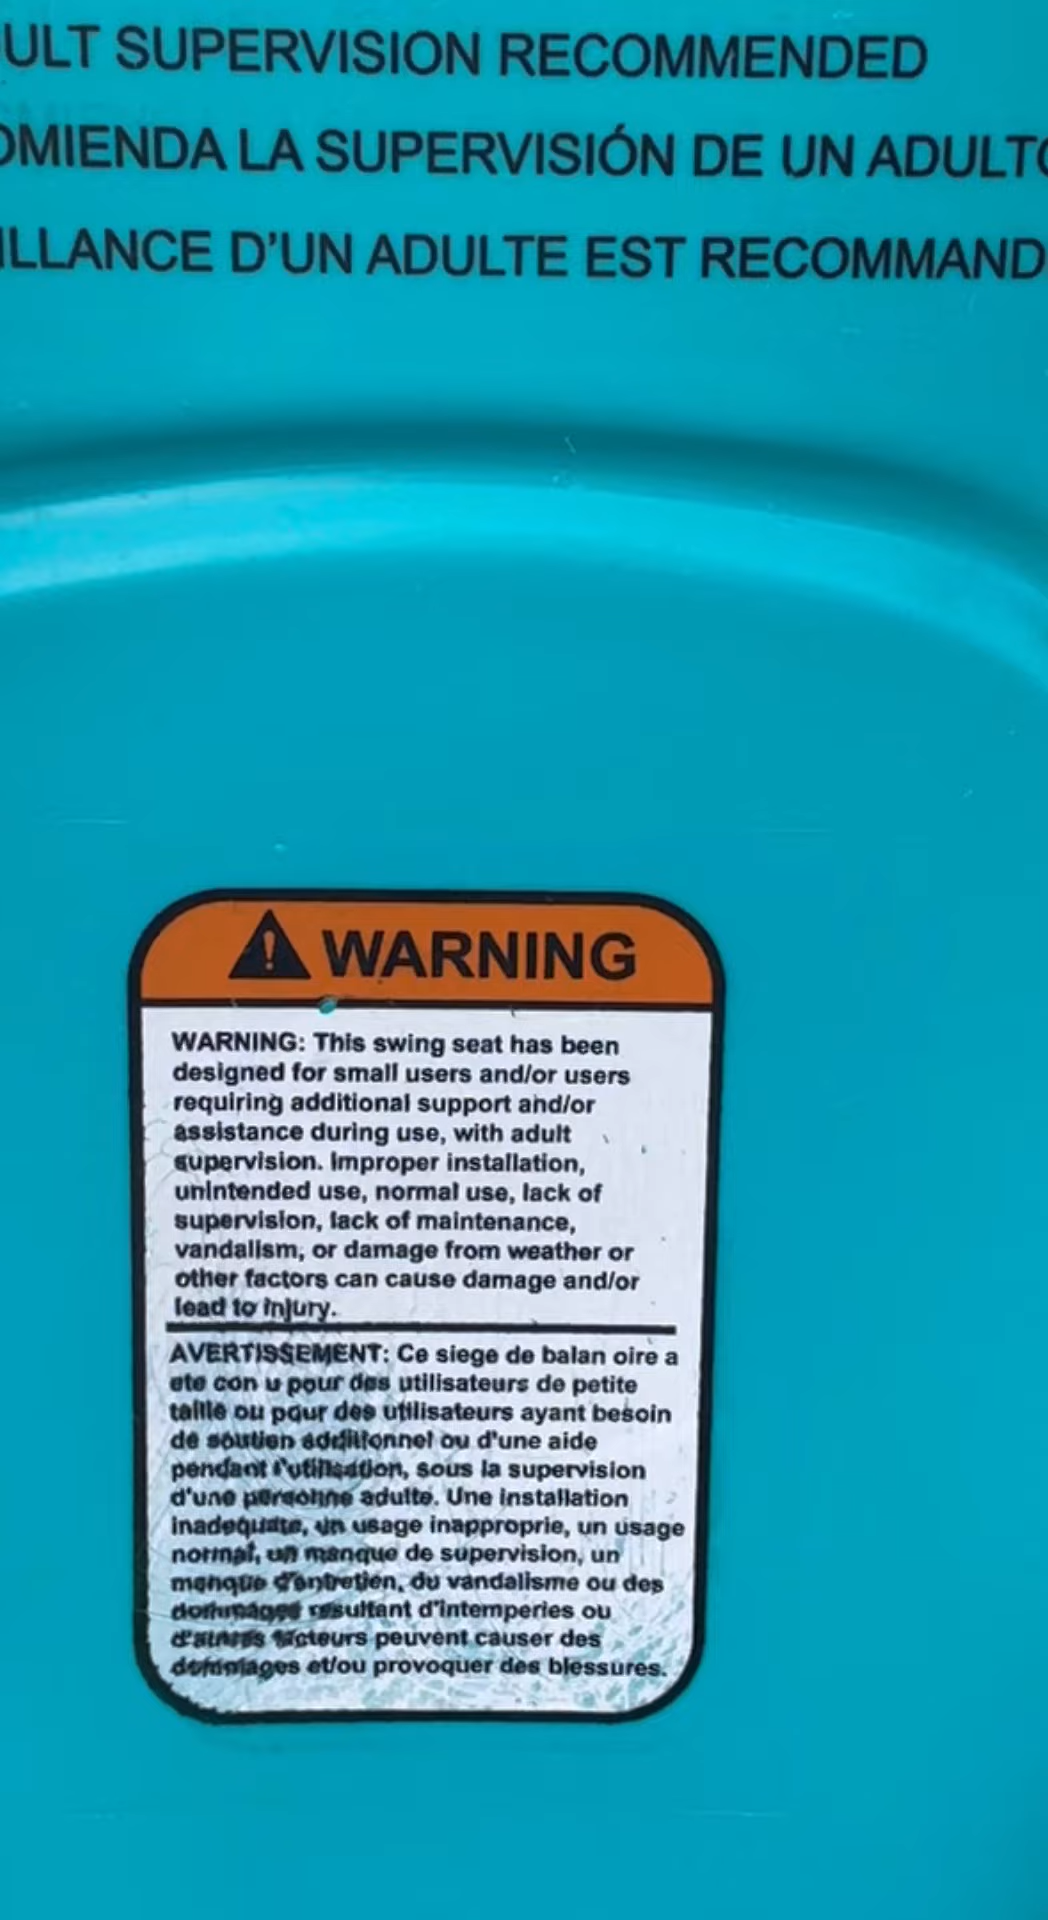 ULT SUPERVISION RECOMMENDED
OMIENDA LA SUPERVISIÓN DE UN ADULTO
ILLANCE D'UN ADULTE EST RECOMMAND
WARNING
WARNING: This swing seat has been
designed for small users and/or users
requiring additional support and/or
assistance during use, with adult
supervision. Improper installation,
unintended use, normal use, lack of
supervision, lack of maintenance,
vandalism, or damage from weather or
other factors can cause damage and/or
lead to injury.
AVERTISSEMENT: Ce siege de balan oire a
ete con u pour des utilisateurs de petite
taille ou pour des utilisateurs ayant besoin
de soutien additionnel ou d'une aide
pendant l'utilisation, sous la supervision
d'une personne adulte. Une installation
inadequate, un usage inapproprie, un usage
normal, un manque de supervision, un
manque d'entretien, du vandalisme ou des
dommages resultant d'intemperies ou
d'autres facteurs peuvent causer des
dommages et/ou provoquer des blessures.